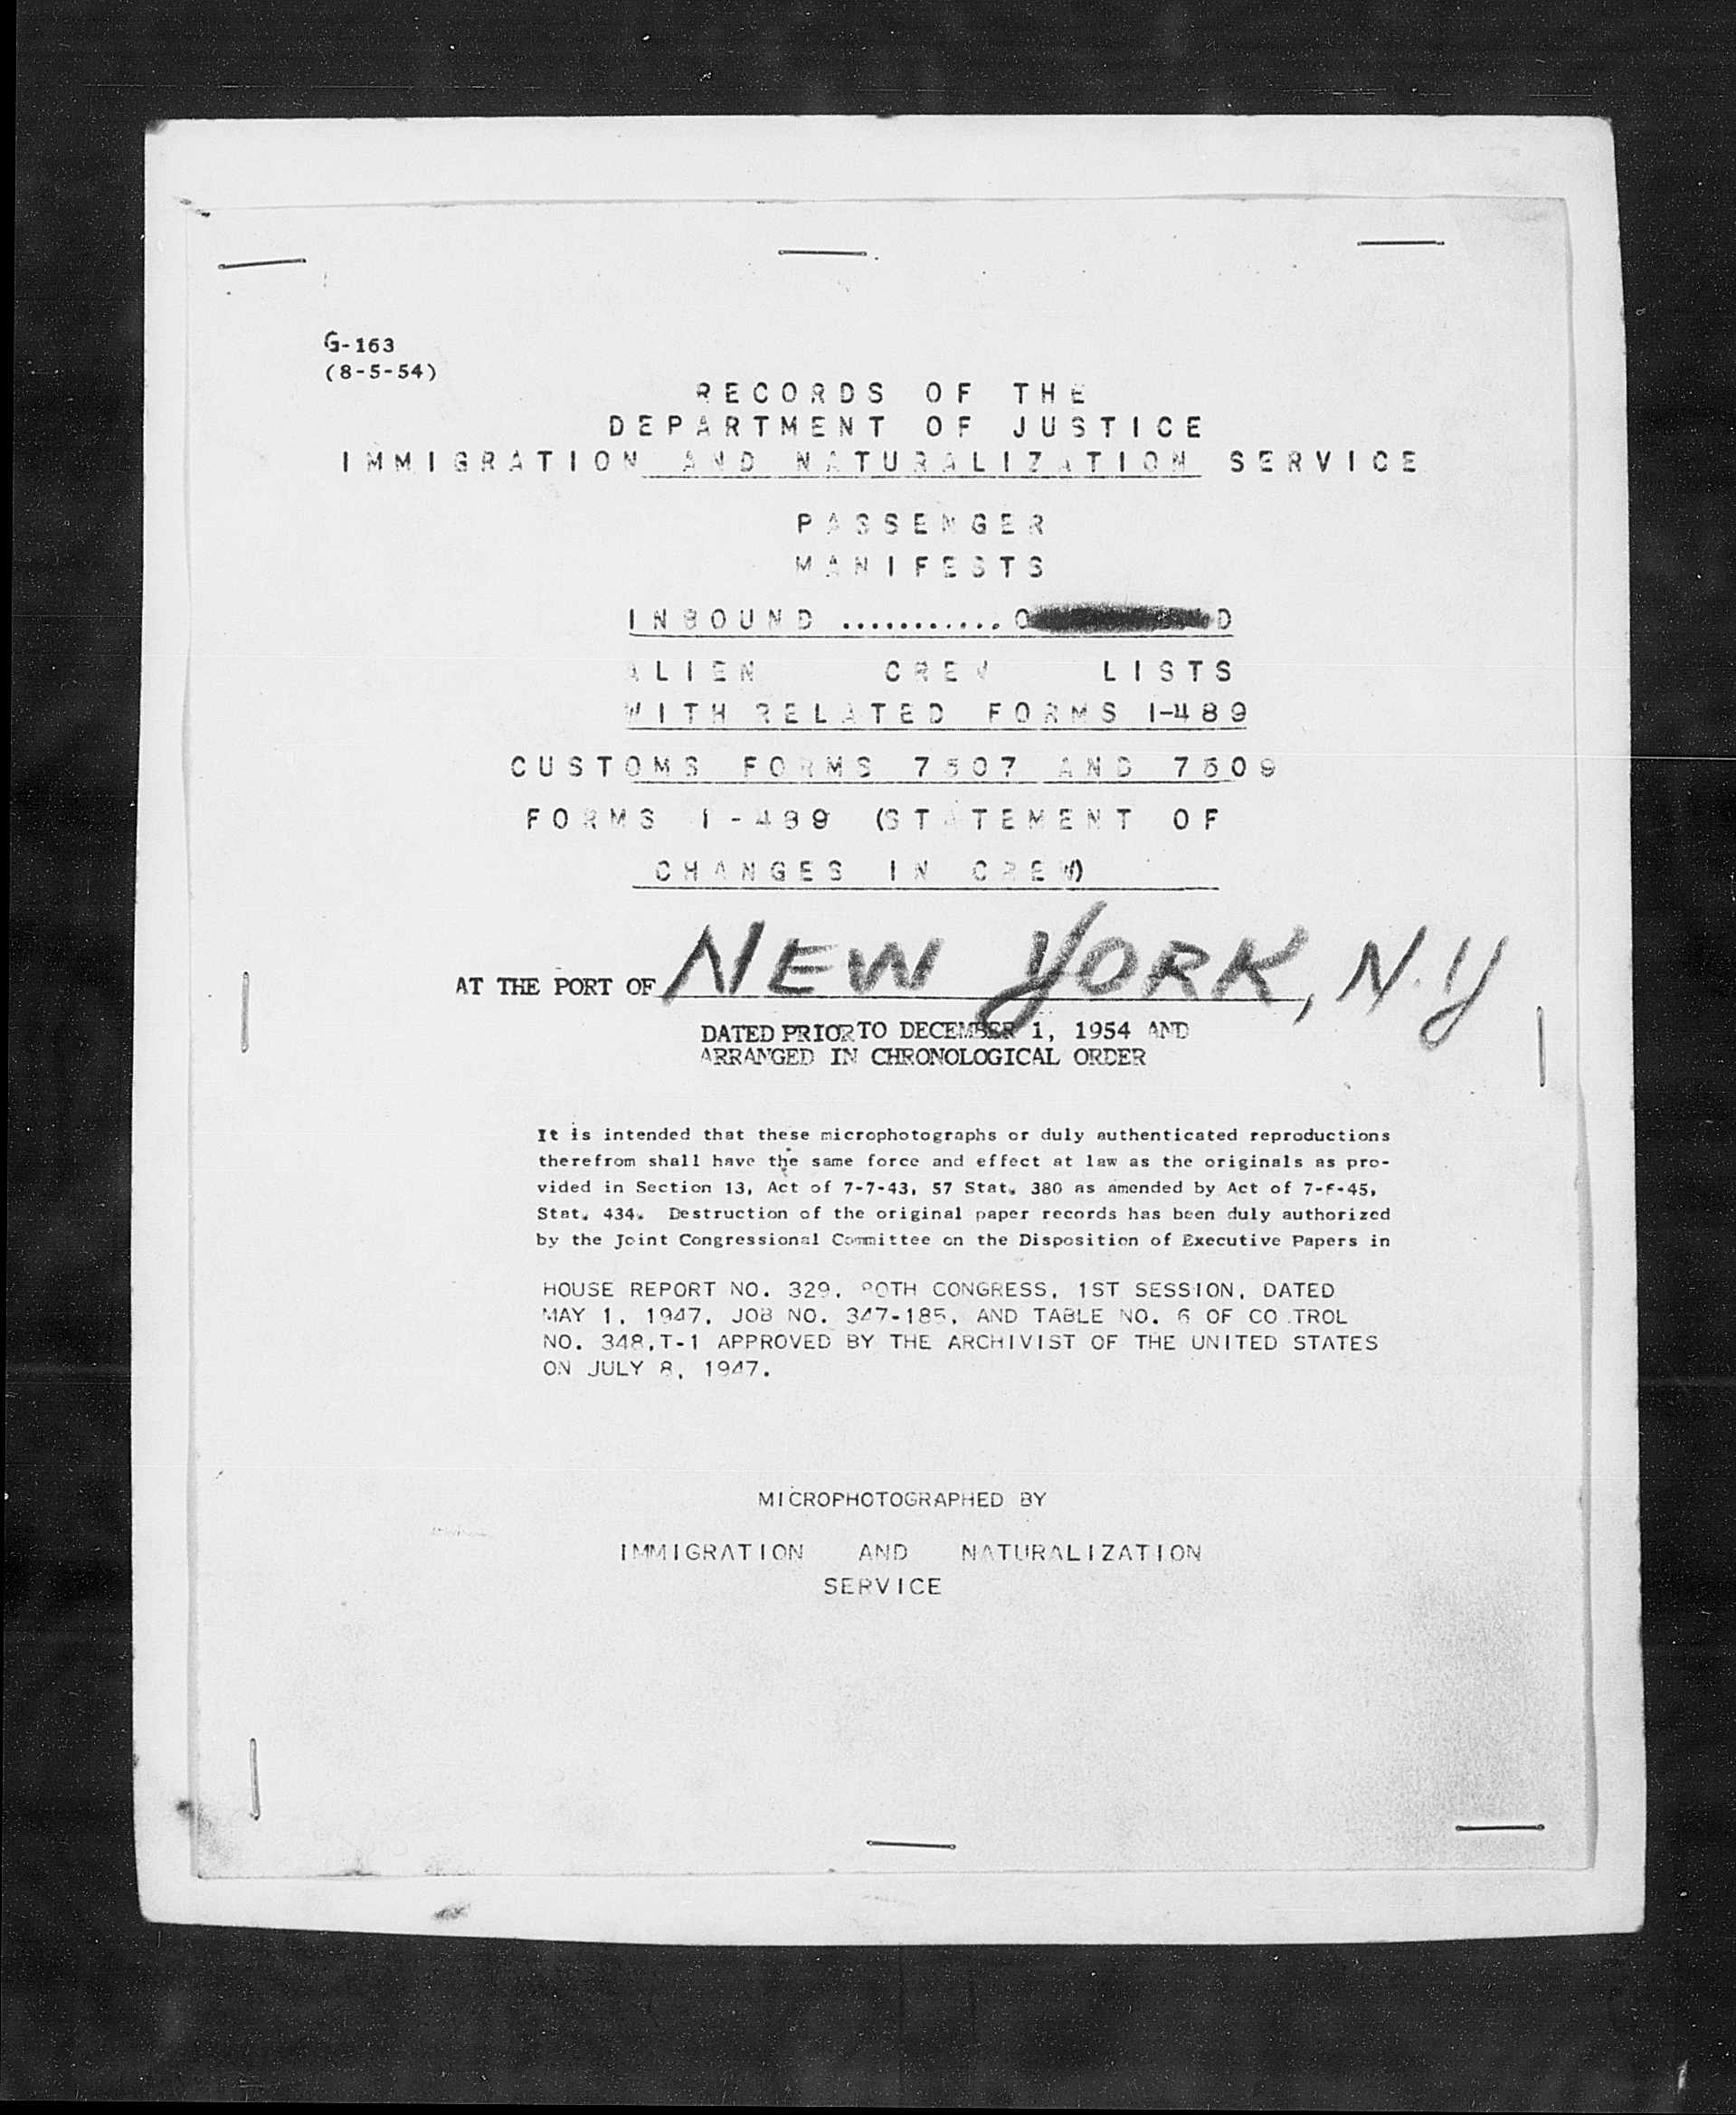 G-163
(8-5-54)
RECORDS OF THE
DEPARTMENT OF JUSTICE
IMMIGRATION AND NATURALIZATION SERVICE
PASSENGER
MANIFESTS
INBOUND ...........O D
ALIEN CREW LISTS
WITH RELATED FORMS I-489
CUSTOMS FORMS 7507 AND 7509
FORMS I-489 (STATEMENT OF
CHANGES IN CREW)
AT THE PORT OF NEW YORK, N.Y
DATED PRIOR TO DECEMBER 1, 1954 AND
ARRANGED IN CHRONOLOGICAL ORDER
It is intended that these microphotographs or duly authenticated reproductions
therefrom shall have the same force and effect at law as the originals as pro-
vided in Section 13, Act of 7-7-43, 57 Stat. 380 as amended by Act of
Stat. 434. Destruction of the original paper records has been duly authorized
by the Joint Congressional Committee on the Disposition of Executive Papers in
HOUSE REPORT NO. 329, 80TH CONGRESS, 1ST SESSION, DATED
MAY 1, 1947, JOB NO. 347-185, AND TABLE NO. 6 OF CO TROL
NO. 348,T-1 APPROVED BY THE ARCHIVIST OF THE UNITED STATES
ON JULY 8, 1947.
MICROPHOTOGRAPHED BY
IMMIGRATION AND NATURALIZATION
SERVICE